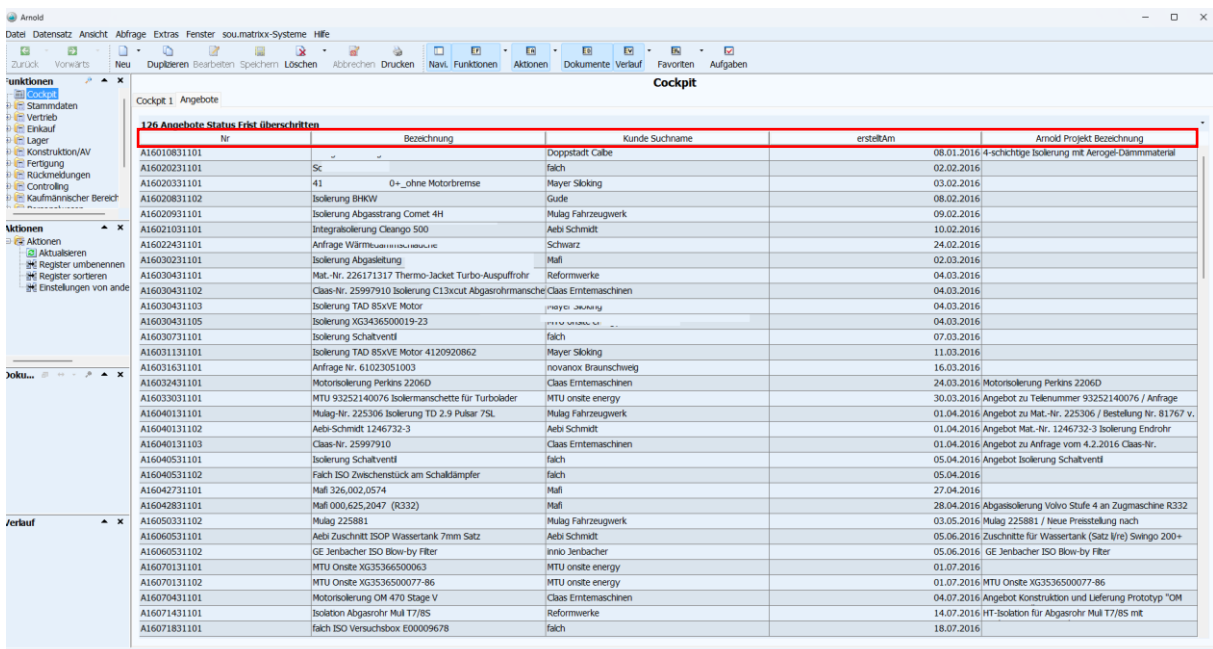 Arnold
Datei Datensatz Ansicht Abfrage Extras Fenster sou.matrixx-Systeme Hilfe
Zurück Vorwärts Neu Duplizieren Bearbeiten Speichern Löschen Abbrechen Drucken Navi. Funktionen Aktionen Dokumente Verlauf Favoriten Aufgaben
Funktionen
Cockpit
Stammdaten
Vertrieb
Einkauf
Lager
Konstruktion/AV
Fertigung
Rückmeldungen
Controlling
Kaufmännischer Bereich
Aktionen
Aktionen
Aktualisieren
Register umbenennen
Register sortieren
Einstellungen von ande
Doku...
Verlauf
Cockpit
Cockpit 1 Angebote
126 Angebote Status Frist überschritten
Nr Bezeichnung Kunde Suchname erstelltAm Arnold Projekt Bezeichnung
A16010831101 Doppstadt Calbe 08.01.2016 4-schichtige Isolierung mit Aerogel-Dämmmaterial
A16020231101 falch 02.02.2016
A16020331101 41 0+_ohne Motorbremse Mayer Siloking 03.02.2016
A16020831102 Isolierung BHKW Gude 08.02.2016
A16020931101 Isolierung Abgasstrang Comet 4H Mulag Fahrzeugwerk 09.02.2016
A16021031101 Integralisolierung Cleango 500 Aebi Schmidt 10.02.2016
A16022431101 Anfrage Wärmedämmschläuche Schwarz 24.02.2016
A16030231101 Isolierung Abgasleitung Mafi 02.03.2016
A16030431101 Mat.-Nr. 226171317 Thermo-Jacket Turbo-Auspuffrohr Reformwerke 04.03.2016
A16030431102 Claas-Nr. 25997910 Isolierung C13xcut Abgasrohrmansche Claas Erntemaschinen 04.03.2016
A16030431103 Isolierung TAD 85xVE Motor Mayer Siloking 04.03.2016
A16030431105 Isolierung XG3436500019-23 MTU onsite 04.03.2016
A16030731101 Isolierung Schaltventil falch 07.03.2016
A16031131101 Isolierung TAD 85xVE Motor 4120920862 Mayer Siloking 11.03.2016
A16031631101 Anfrage Nr. 61023051003 novanox Braunschweig 16.03.2016
A16032431101 Motorisolierung Perkins 2206D Claas Erntemaschinen 24.03.2016 Motorisolierung Perkins 2206D
A16033031101 MTU 93252140076 Isoliermanschette für Turbolader MTU onsite energy 30.03.2016 Angebot zu Teilenummer 93252140076 / Anfrage
A16040131101 Mulag-Nr. 225306 Isolierung TD 2.9 Pulsar 7SL Mulag Fahrzeugwerk 01.04.2016 Angebot zu Mat.-Nr. 225306 / Bestellung Nr. 81767 v.
A16040131102 Aebi-Schmidt 1246732-3 Aebi Schmidt 01.04.2016 Angebot Mat.-Nr. 1246732-3 Isolierung Endrohr
A16040131103 Claas-Nr. 25997910 Claas Erntemaschinen 01.04.2016 Angebot zu Anfrage vom 4.2.2016 Claas-Nr.
A16040531101 Isolierung Schaltventil falch 05.04.2016 Angebot Isolierung Schaltventil
A16040531102 Falch ISO Zwischenstück am Schalldämpfer falch 05.04.2016
A16042731101 Mafi 326,002,0574 Mafi 27.04.2016
A16042831101 Mafi 000,625,2047 (R332) Mafi 28.04.2016 Abgasisolierung Volvo Stufe 4 an Zugmaschine R332
A16050331102 Mulag 225881 Mulag Fahrzeugwerk 03.05.2016 Mulag 225881 / Neue Preisstellung nach
A16060531101 Aebi Zuschnitt ISOP Wassertank 7mm Satz Aebi Schmidt 05.06.2016 Zuschnitte für Wassertank (Satz li/re) Swingo 200+
A16060531102 GE Jenbacher ISO Blow-by Filter innio Jenbacher 05.06.2016 GE Jenbacher ISO Blow-by Filter
A16070131101 MTU Onsite XG35366500063 MTU onsite energy 01.07.2016
A16070131102 MTU Onsite XG3536500077-86 MTU onsite energy 01.07.2016 MTU Onsite XG3536500077-86
A16070431101 Motorisolierung OM 470 Stage V Claas Erntemaschinen 04.07.2016 Angebot Konstruktion und Lieferung Prototyp "OM
A16071431101 Isolation Abgasrohr Muli T7/8S Reformwerke 14.07.2016 HT-Isolation für Abgasrohr Muli T7/8S mit
A16071831101 falch ISO Versuchsbox E00009678 falch 18.07.2016